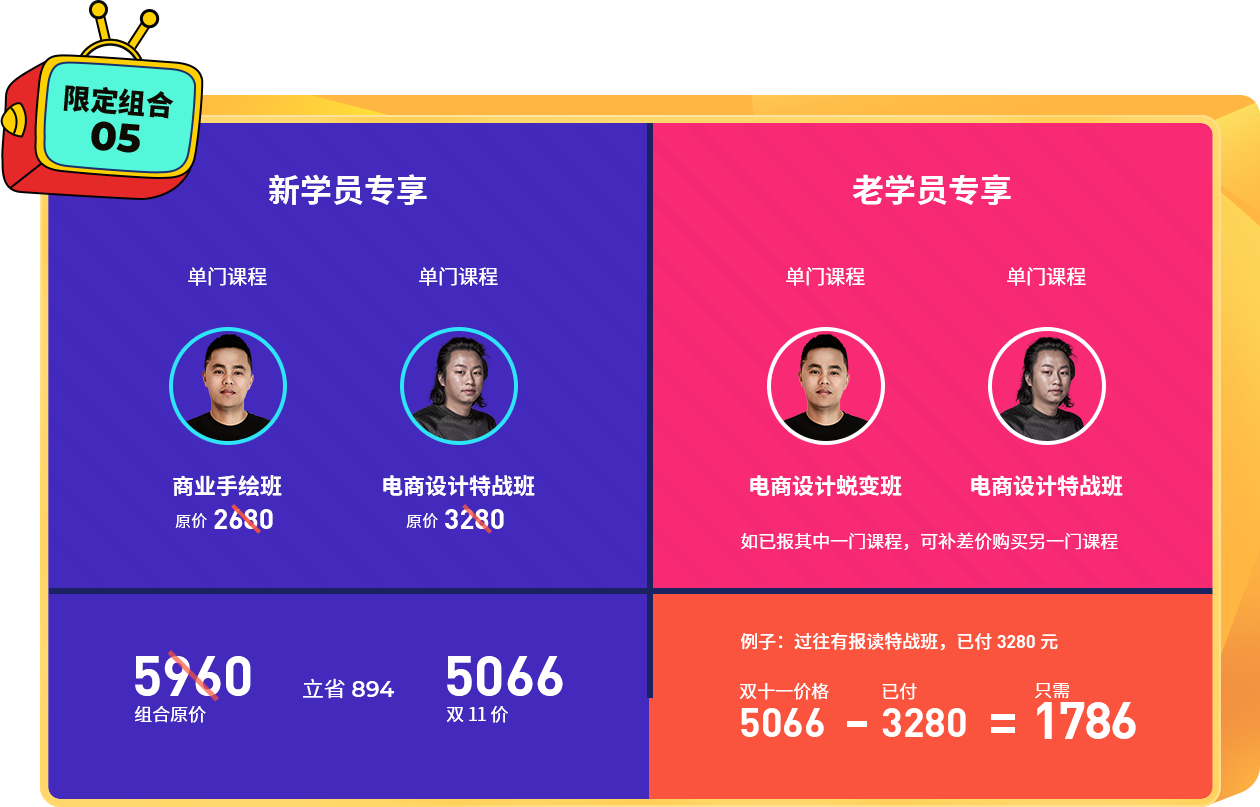 限定组合
05
新学员专享
单门课程
单门课程
商业手绘班
原价 2680
电商设计特战班
原价 3280
5960
组合原价
立省 894
5066
双 11 价
老学员专享
单门课程
单门课程
电商设计蜕变班
电商设计特战班
如已报其中一门课程，可补差价购买另一门课程
例子：过往有报读特战班，已付 3280 元
双十一价格 已付 只需
5066 – 3280 = 1786